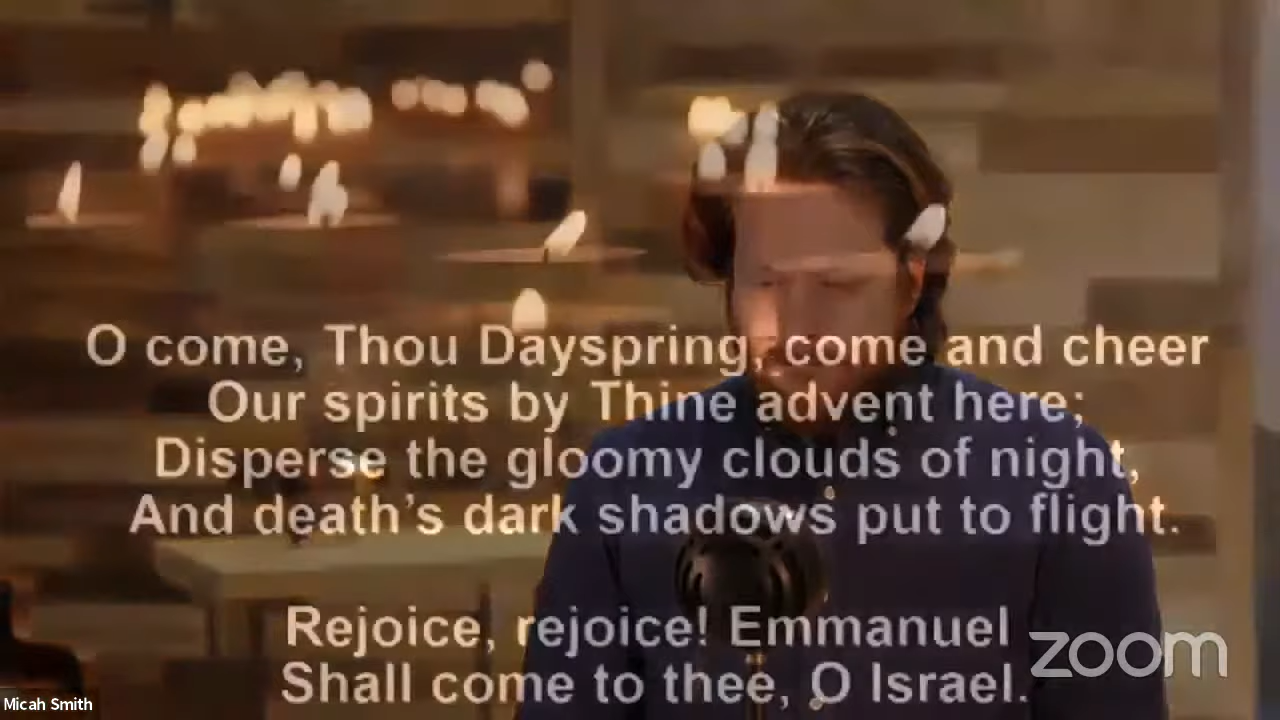 O come, Thou Dayspring, come and cheer
Our spirits by Thine advent here;
Disperse the gloomy clouds of night,
And death’s dark shadows put to flight.
Rejoice, rejoice! Emmanuel
Shall come to thee, O Israel.
zoom
Micah Smith